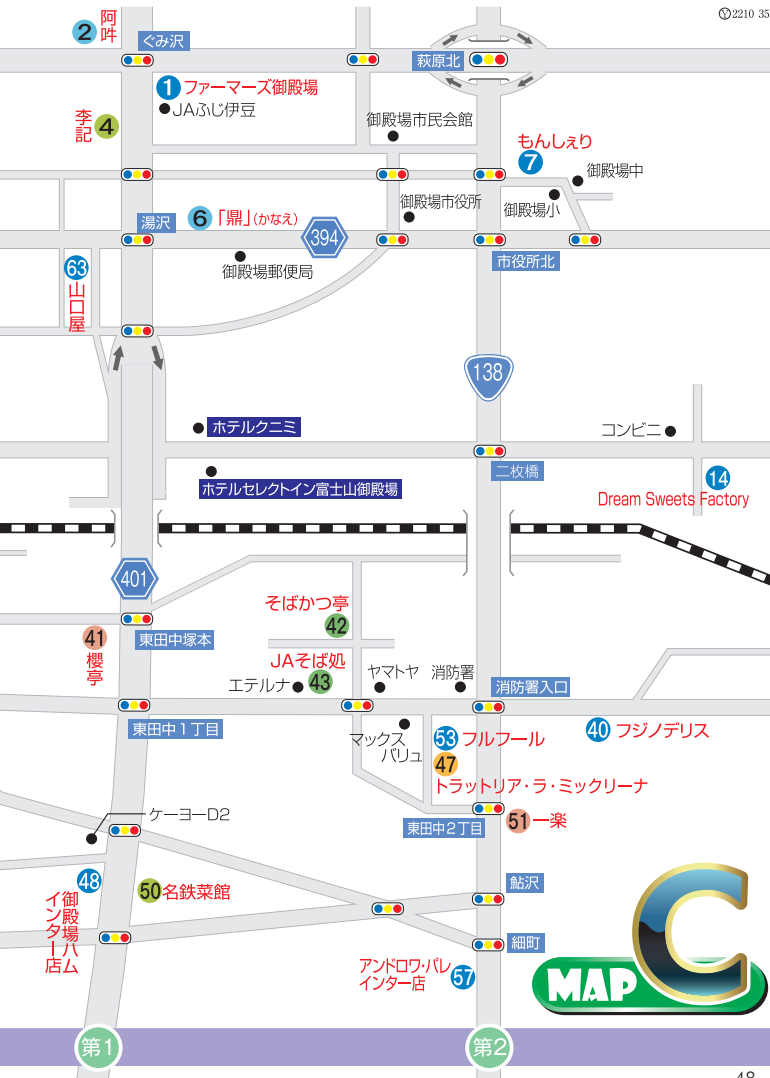 Ⓨ2210 35
阿吽
2
ぐみ沢
萩原北
1 ファーマーズ御殿場
JAふじ伊豆
李記
4
御殿場市民会館
もんしぇり
7
御殿場中
御殿場市役所
御殿場小
湯沢
6 「鼎」(かなえ)
394
市役所北
御殿場郵便局
63
山口屋
138
ホテルクニミ
コンビニ
二枚橋
14
Dream Sweets Factory
ホテルセレクトイン富士山御殿場
401
そばかつ亭
42
41
櫻亭
東田中塚本
JAそば処
43
エテルナ
ヤマトヤ
消防署
消防署入口
東田中1丁目
マックス
バリュ
53 フルフール
47
トラットリア・ラ・ミックリーナ
40 フジノデリス
ケーヨーD2
東田中2丁目
51 一楽
48
御殿場ハム
インター店
50 名鉄菜館
鮎沢
細町
アンドロワ・パレ
インター店
57
MAP C
第1
第2
48